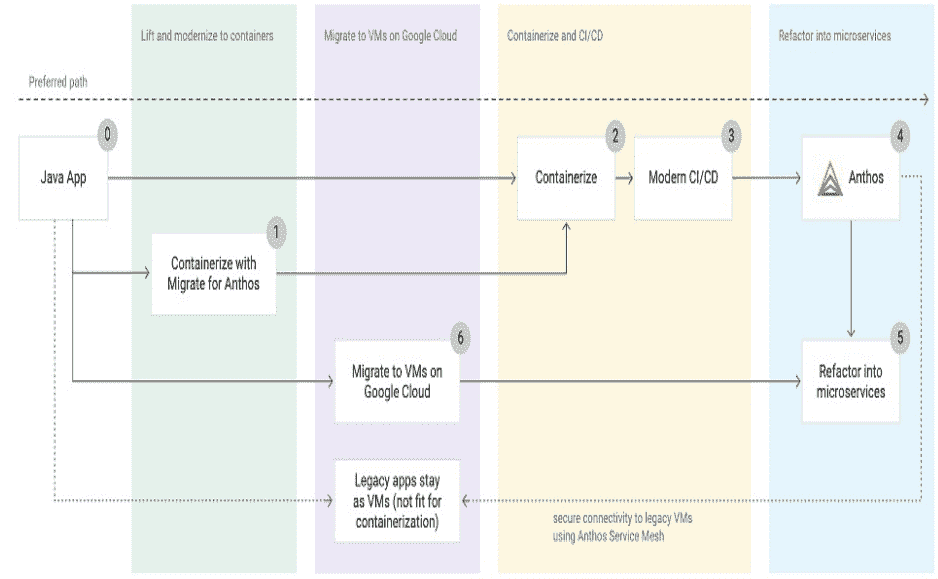 Lift and modernize to containers
Migrate to VMs on Google Cloud
Containerize and CI/CD
Refactor into microservices
Preferred path
0
Java App
2
Containerize
3
Modern CI/CD
4
Anthos
1
Containerize with
Migrate for Anthos
6
Migrate to VMs on
Google Cloud
5
Refactor into
microservices
Legacy apps stay
as VMs (not fit for
containerization)
secure connectivity to legacy VMs
using Anthos Service Mesh